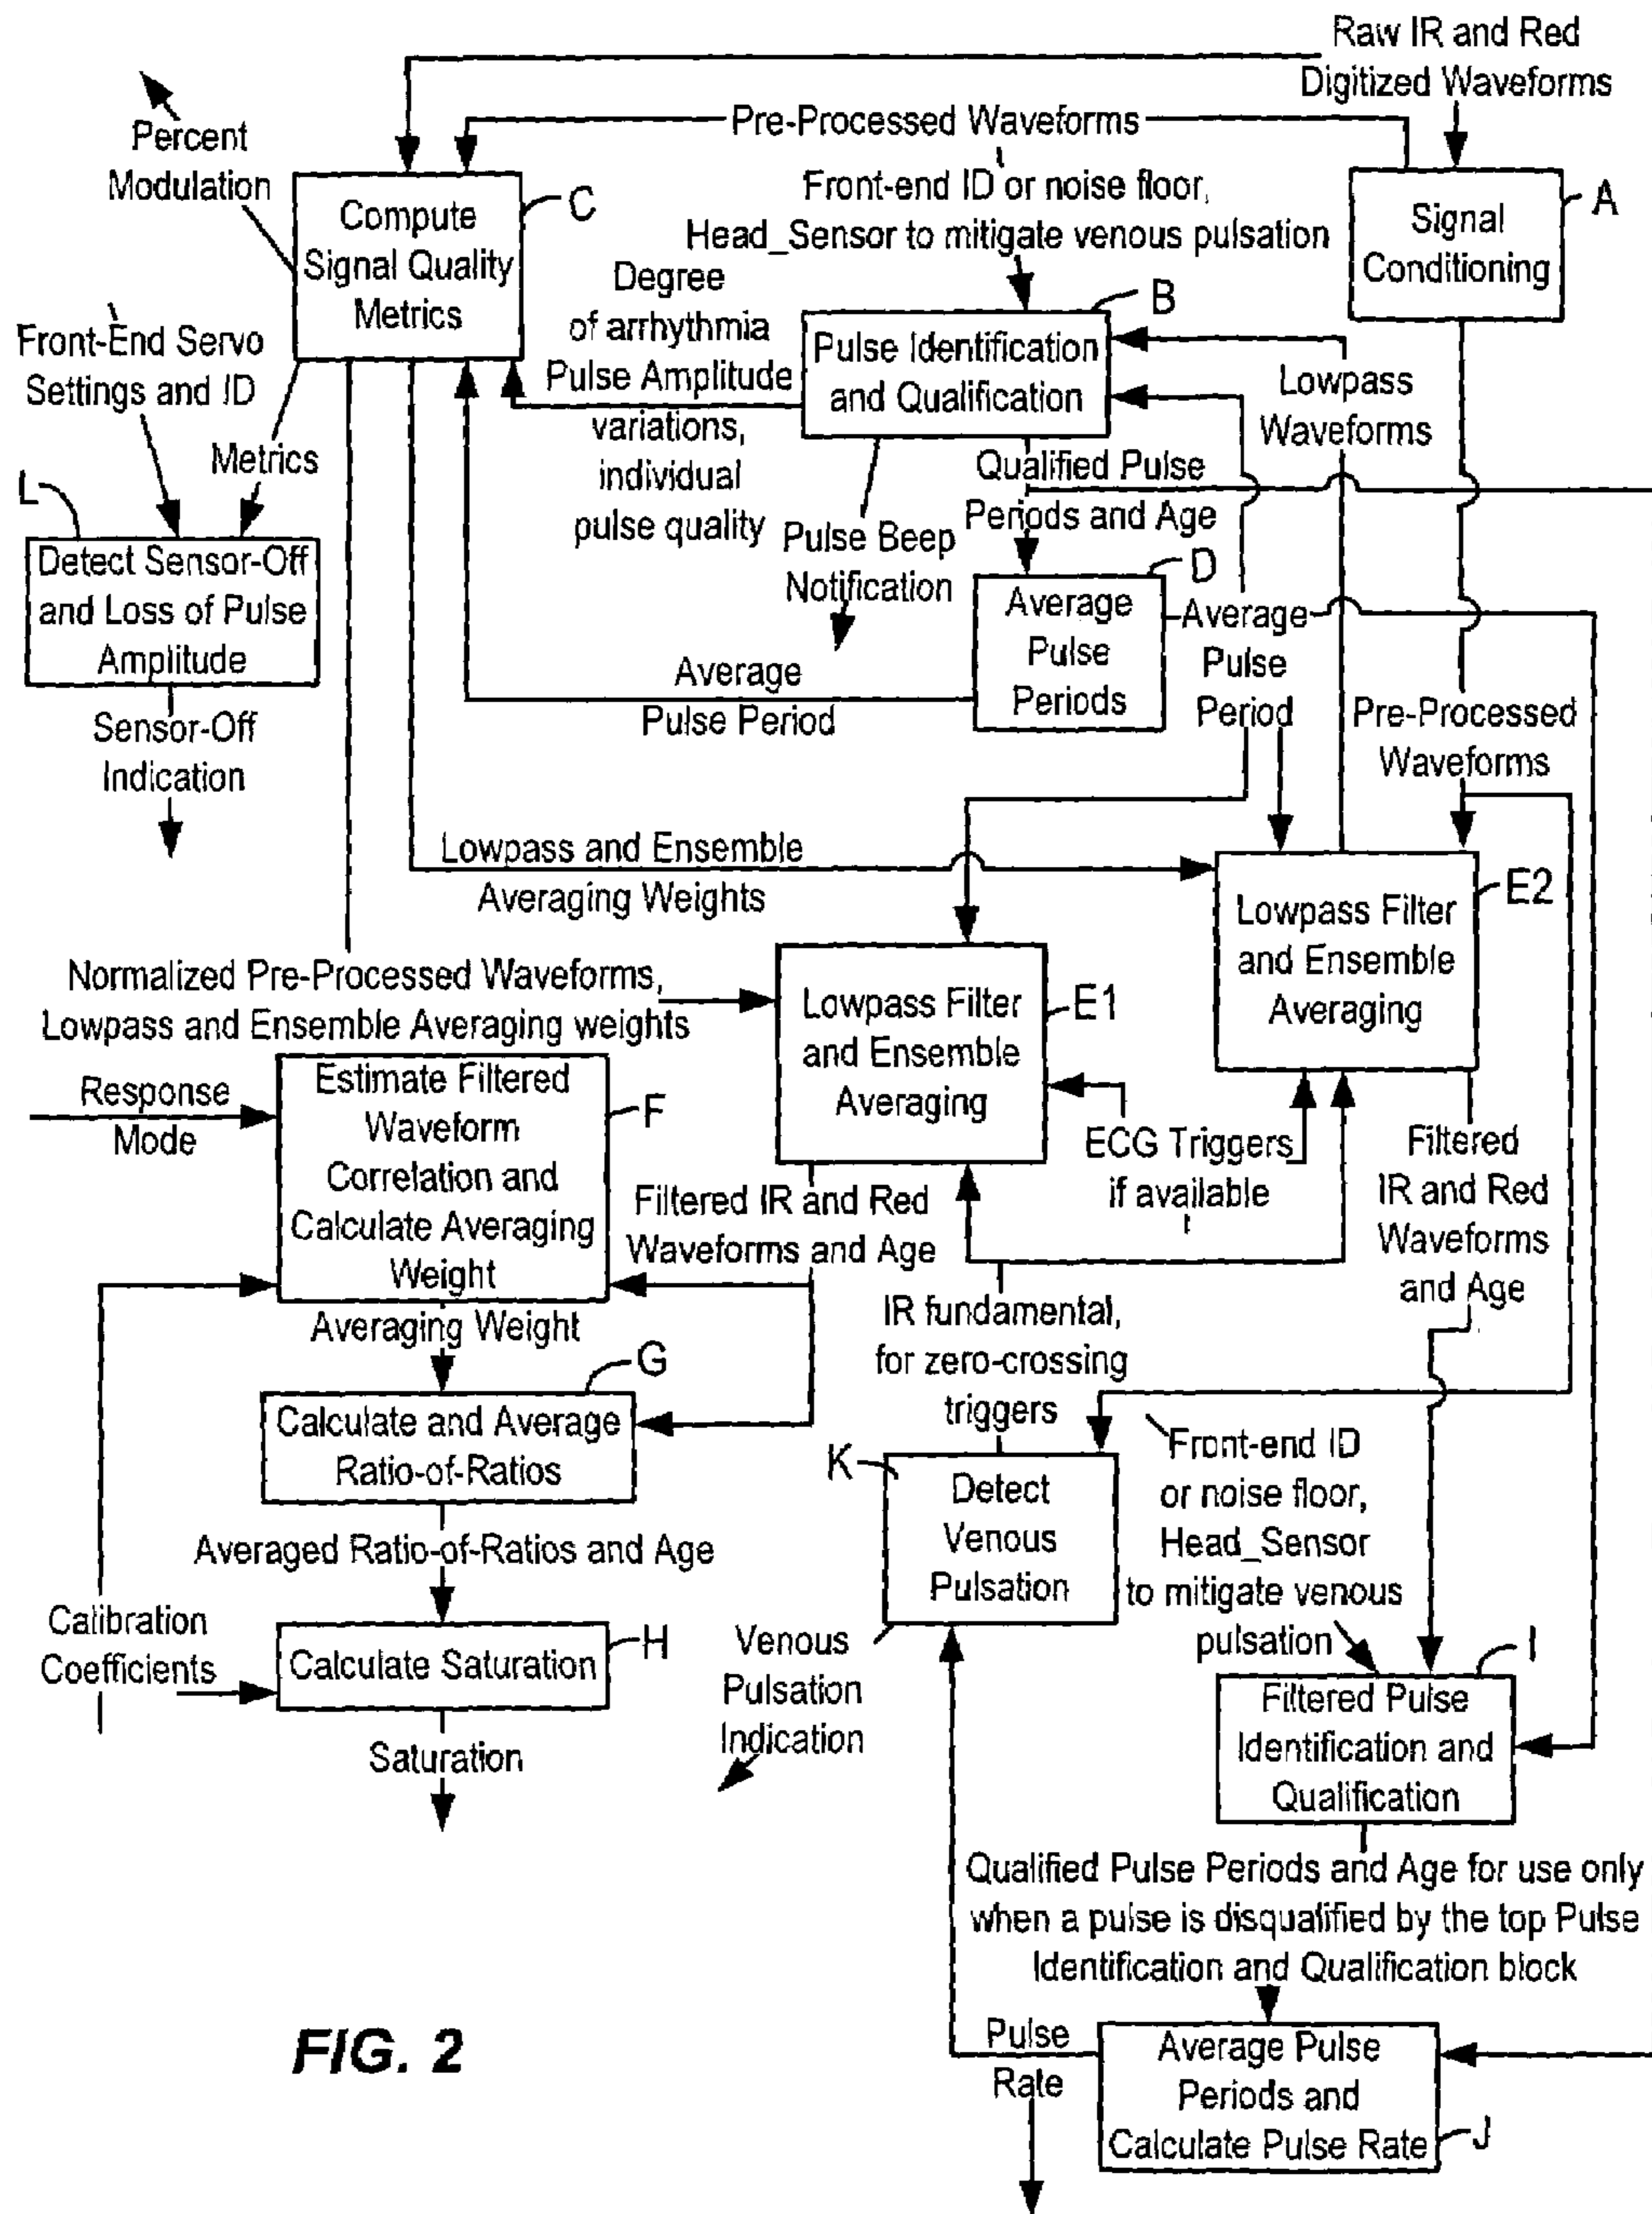 Raw IR and Red
Digitized Waveforms
Pre-Processed Waveforms
Percent
Modulation
Front-end ID or noise floor,
Head_Sensor to mitigate venous pulsation
C
Compute
Signal Quality
Metrics
A
Signal
Conditioning
Degree
of arrhythmia
Pulse Amplitude
variations,
individual
pulse quality
B
Pulse Identification
and Qualification
Lowpass
Waveforms
Front-End Servo
Settings and ID
Metrics
L
Detect Sensor-Off
and Loss of Pulse
Amplitude
Sensor-Off
Indication
Qualified Pulse
Periods and Age
Pulse Beep
Notification
D
Average
Pulse
Periods
Average
Pulse
Period
Average
Pulse Period
Pre-Processed
Waveforms
Lowpass and Ensemble
Averaging Weights
E2
Lowpass Filter
and Ensemble
Averaging
Normalized Pre-Processed Waveforms,
Lowpass and Ensemble Averaging weights
E1
Lowpass Filter
and Ensemble
Averaging
Response
Mode
Estimate Filtered
Waveform
Correlation and
Calculate Averaging
Weight
F
ECG Triggers
if available
Filtered
IR and Red
Waveforms
and Age
Filtered IR and Red
Waveforms and Age
Averaging Weight
IR fundamental,
for zero-crossing
triggers
G
Calculate and Average
Ratio-of-Ratios
K
Detect
Venous
Pulsation
Front-end ID
or noise floor,
Head_Sensor
to mitigate venous
pulsation
Averaged Ratio-of-Ratios and Age
Calibration
Coefficients
H
Calculate Saturation
Saturation
Venous
Pulsation
Indication
I
Filtered Pulse
Identification and
Qualification
Qualified Pulse Periods and Age for use only
when a pulse is disqualified by the top Pulse
Identification and Qualification block
Pulse
Rate
Average Pulse
Periods and
Calculate Pulse Rate
J
FIG. 2